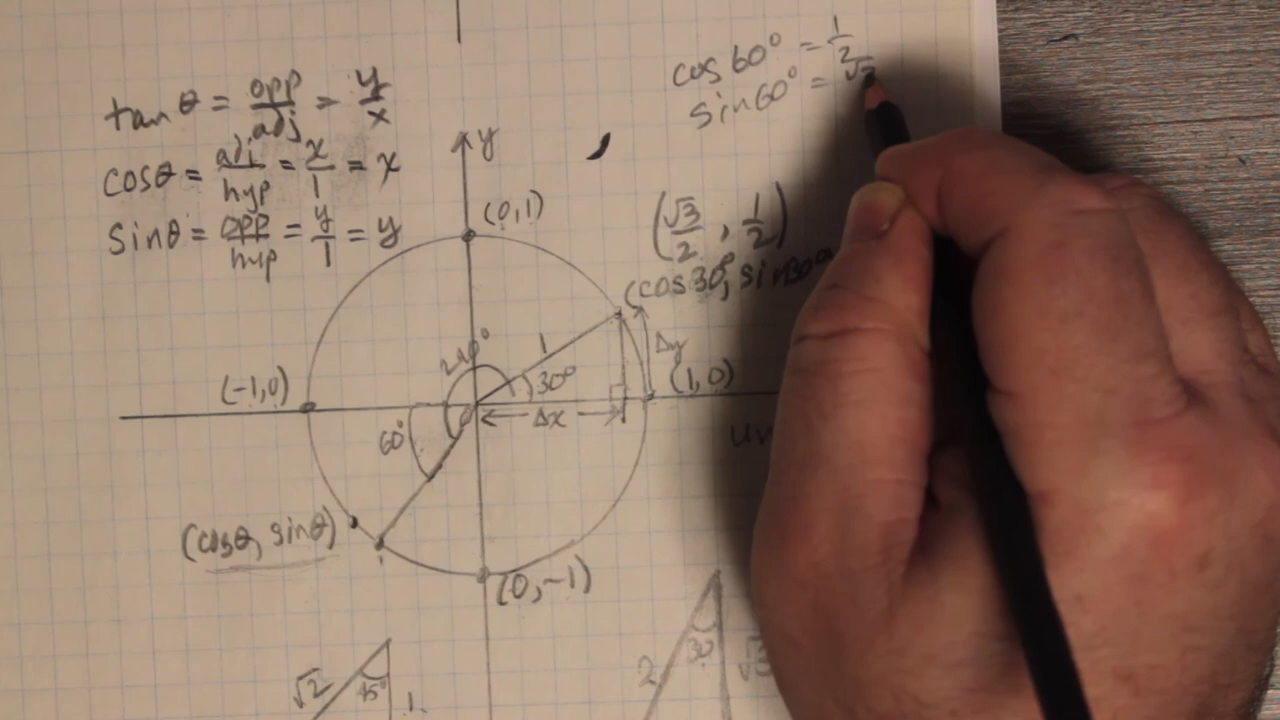 cos 60° = 1/2
sin 60° = √3
tan θ = opp/adj = y/x
cos θ = adj/hyp = x/1 = x
sin θ = opp/hyp = y/1 = y
y
(0,1)
(√3/2, 1/2)
(cos 30°, sin 30°
240°
1
30°
Δy
(-1,0)
(1,0)
Δx
60°
(cos θ, sin θ)
(0,-1)
√2
45°
1
2
30
√3